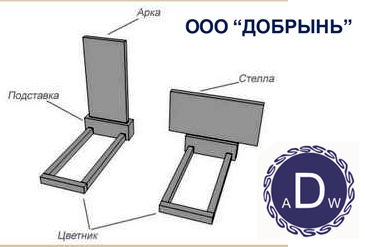 Арка
ООО “ДОБРЫНЬ”
Стелла
Подставка
Цветник
A D W